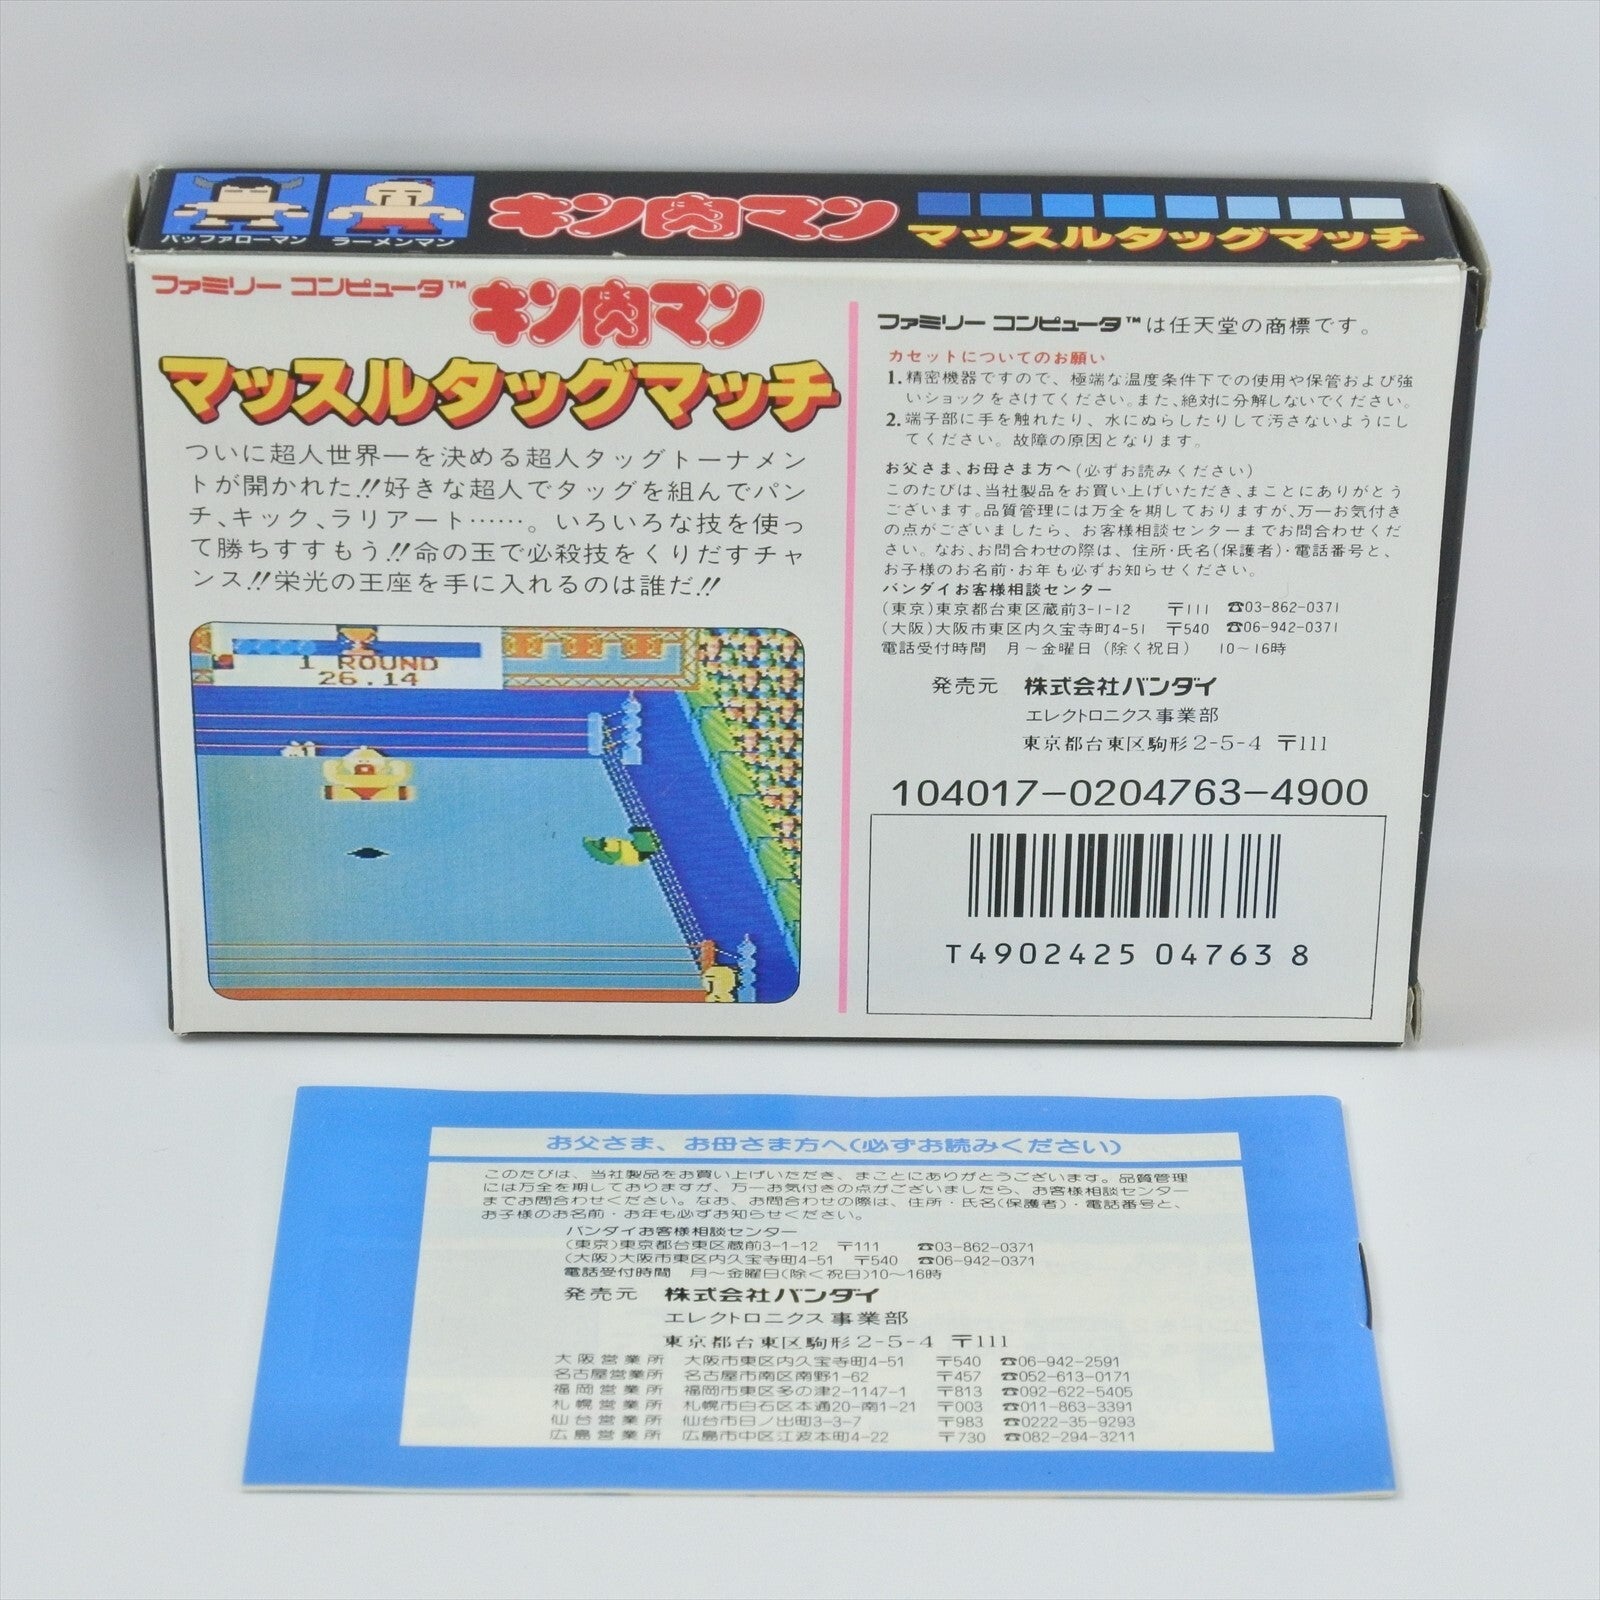 バッファローマン
ラーメンマン
キン肉マン
マッスルタッグマッチ
ファミリー コンピュータ™ キン肉マン
マッスルタッグマッチ
ついに超人世界一を決める超人タッグトーナメン
トが開かれた!!好きな超人でタッグを組んでパン
チ、キック、ラリアート……。いろいろな技を使っ
て勝ちすすもう!!命の玉で必殺技をくりだすチャ
ンス!!栄光の王座を手に入れるのは誰だ!!
1 ROUND
26.14
ファミリー コンピュータ™は任天堂の商標です。
カセットについてのお願い
1.精密機器ですので、極端な温度条件下での使用や保管および強
いショックをさけてください。また、絶対に分解しないでください。
2.端子部に手を触れたり、水にぬらしたりして汚さないようにし
てください。故障の原因となります。
お父さま、お母さま方へ(必ずお読みください)
このたびは、当社製品をお買い上げいただき、まことにありがとう
ございます。品質管理には万全を期しておりますが、万一お気付き
の点がございましたら、お客様相談センターまでお問合わせくださ
い。なお、お問合わせの際は、住所・氏名(保護者)・電話番号と、
お子様のお名前・お年も必ずお知らせください。
バンダイお客様相談センター
(東京)東京都台東区蔵前3-1-12 〒111 ☎03-862-0371
(大阪)大阪市東区内久宝寺町4-51 〒540 ☎06-942-0371
電話受付時間 月〜金曜日(除く祝日) 10〜16時
発売元 株式会社バンダイ
エレクトロニクス事業部
東京都台東区駒形2-5-4 〒111
104017-0204763-4900
T4902425 04763 8
お父さま、お母さま方へ(必ずお読みください)
このたびは、当社製品をお買い上げいただき、まことにありがとうございます。品質管理
には万全を期しておりますが、万一お気付きの点がございましたら、お客様相談センター
までお問合わせください。なお、お問合わせの際は、住所・氏名(保護者)・電話番号と、
お子様のお名前・お年も必ずお知らせください。
バンダイお客様相談センター
(東京)東京都台東区蔵前3-1-12 〒111 ☎03-862-0371
(大阪)大阪市東区内久宝寺町4-51 〒540 ☎06-942-0371
電話受付時間 月〜金曜日(除く祝日)10〜16時
発売元 株式会社バンダイ
エレクトロニクス事業部
東京都台東区駒形2-5-4 〒111
大阪営業所 大阪市東区内久宝寺町4-51 〒540 ☎06-942-2591
名古屋営業所 名古屋市南区南野1-62 〒457 ☎052-613-0171
福岡営業所 福岡市東区多の津2-1147-1 〒813 ☎092-622-5405
札幌営業所 札幌市白石区本通20-南1-21 〒003 ☎011-863-3391
仙台営業所 仙台市日ノ出町3-3-7 〒983 ☎0222-35-9293
広島営業所 広島市中区江波本町4-22 〒730 ☎082-294-3211